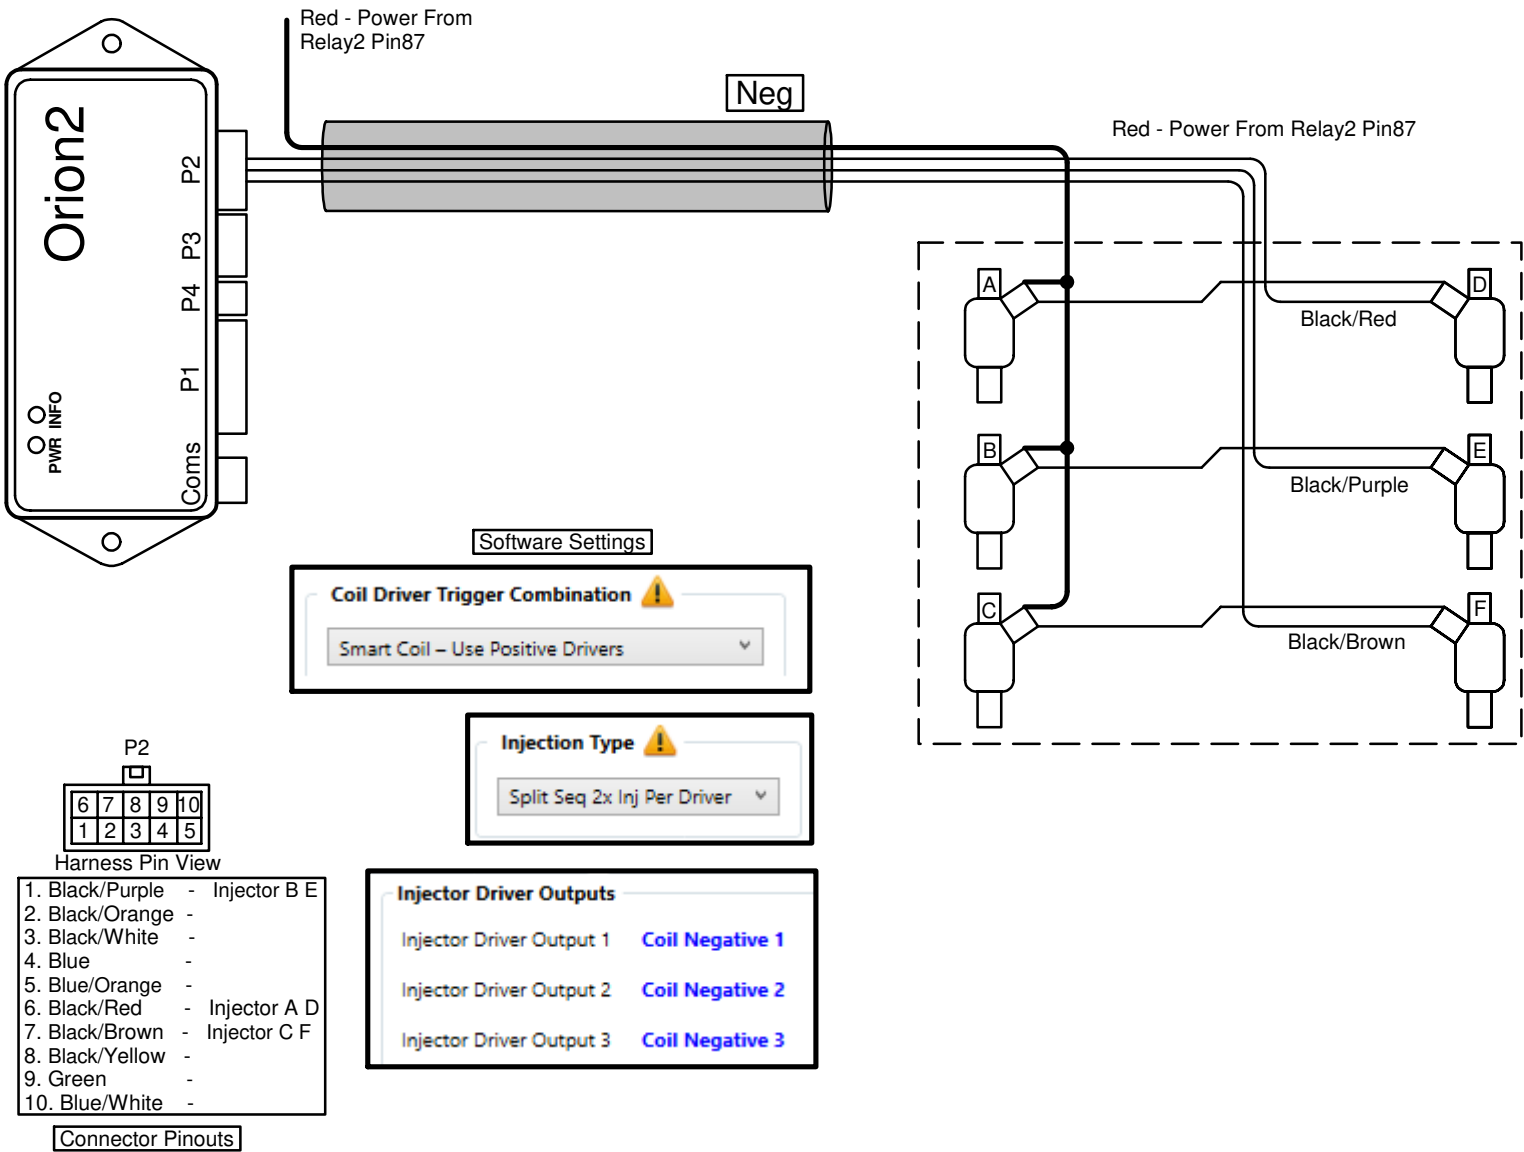 Red - Power From
Relay2 Pin87
Neg
Red - Power From Relay2 Pin87
Orion2
P2
P3
P4
P1
Coms
PWR
INFO
A
D
Black/Red
B
E
Black/Purple
C
F
Black/Brown
Software Settings
Coil Driver Trigger Combination
Smart Coil – Use Positive Drivers
Injection Type
Split Seq 2x Inj Per Driver
Injector Driver Outputs
Injector Driver Output 1 Coil Negative 1
Injector Driver Output 2 Coil Negative 2
Injector Driver Output 3 Coil Negative 3
P2
6 7 8 9 10
1 2 3 4 5
Harness Pin View
1. Black/Purple - Injector B E
2. Black/Orange -
3. Black/White -
4. Blue -
5. Blue/Orange -
6. Black/Red - Injector A D
7. Black/Brown - Injector C F
8. Black/Yellow -
9. Green -
10. Blue/White -
Connector Pinouts